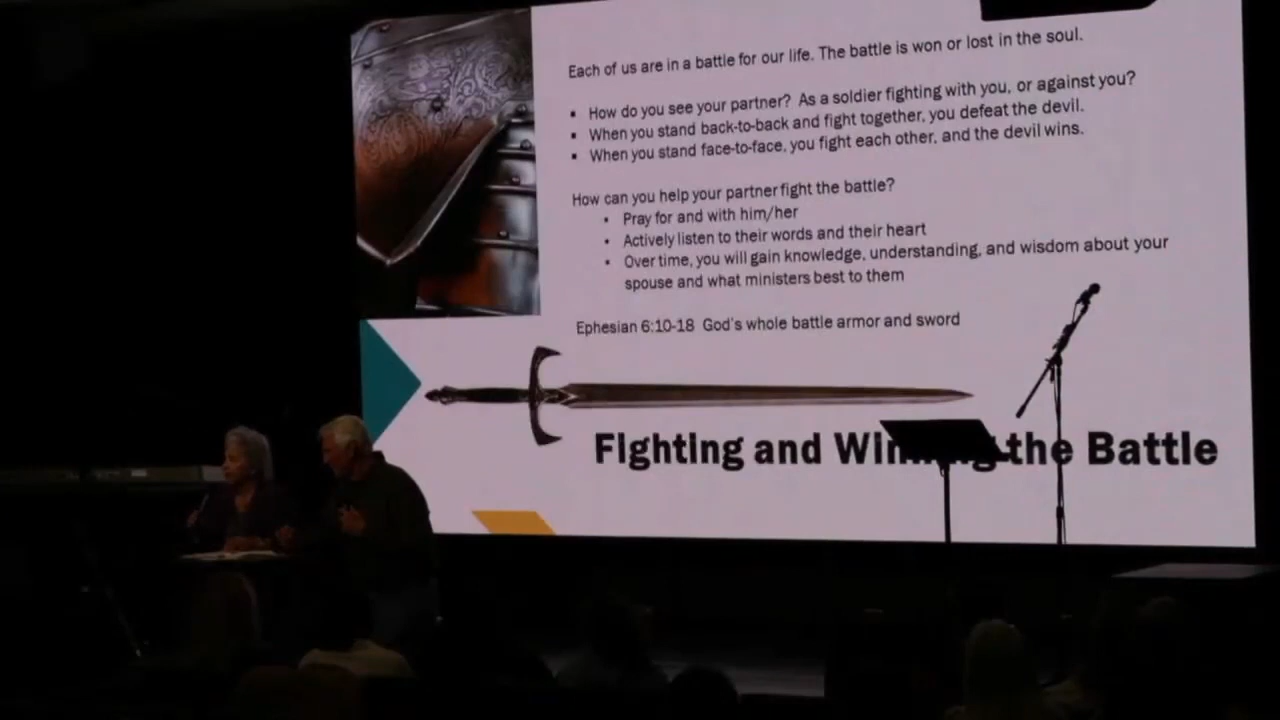 Each of us are in a battle for our life. The battle is won or lost in the soul.
▪ How do you see your partner? As a soldier fighting with you, or against you?
▪ When you stand back-to-back and fight together, you defeat the devil.
▪ When you stand face-to-face, you fight each other, and the devil wins.
How can you help your partner fight the battle?
• Pray for and with him/her
• Actively listen to their words and their heart
• Over time, you will gain knowledge, understanding, and wisdom about your
spouse and what ministers best to them
Ephesian 6:10-18 God's whole battle armor and sword
Fighting and Winning the Battle